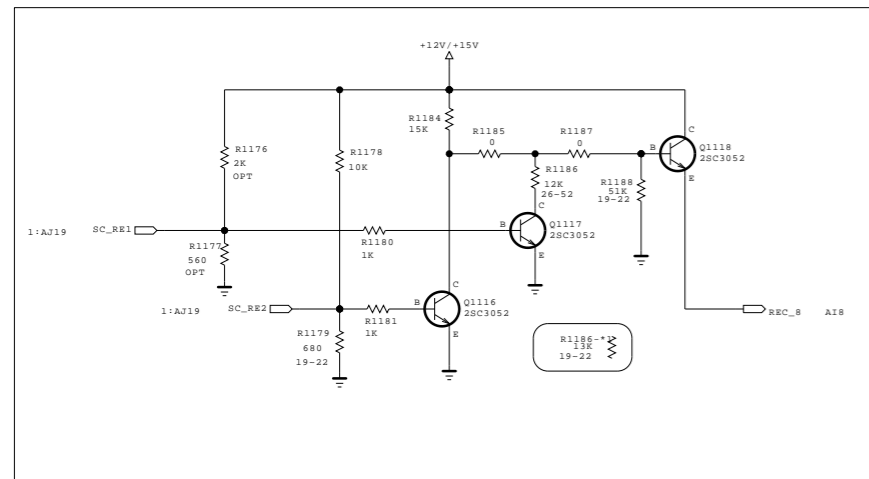 +12V/+15V
R1184
15K
R1185
0
R1187
0
C
B
Q1118
2SC3052
E
R1176
2K
OPT
R1178
10K
R1186
12K
26-52
R1188
51K
19-22
C
B
Q1117
2SC3052
E
1:AJ19
SC_RE1
R1177
560
OPT
R1180
1K
C
B
Q1116
2SC3052
E
1:AJ19
SC_RE2
R1181
1K
R1179
680
19-22
REC_8
AI8
R1186-*1
13K
19-22